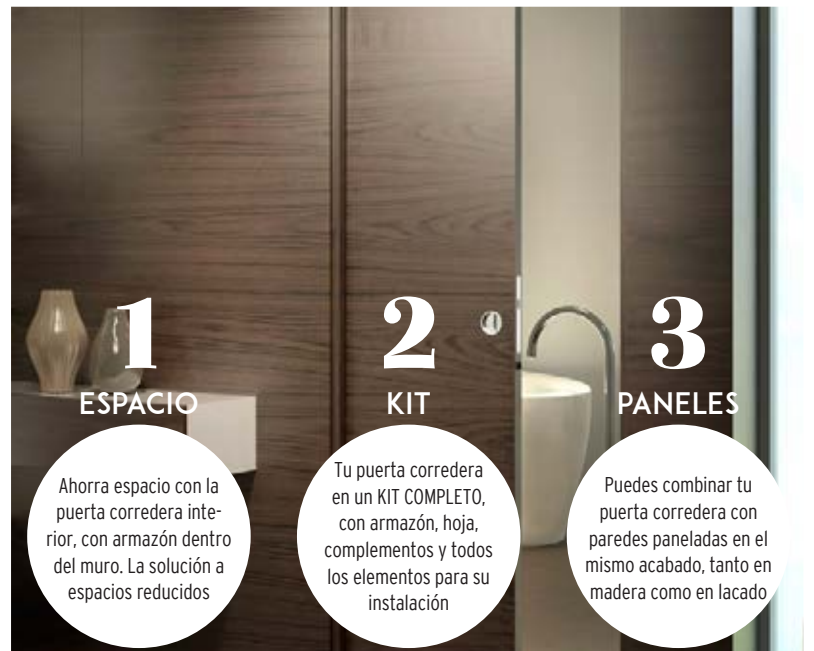 1
ESPACIO
Ahorra espacio con la
puerta corredera inte-
rior, con armazón dentro
del muro. La solución a
espacios reducidos
2
KIT
Tu puerta corredera
en un KIT COMPLETO,
con armazón, hoja,
complementos y todos
los elementos para su
instalación
3
PANELES
Puedes combinar tu
puerta corredera con
paredes paneladas en el
mismo acabado, tanto en
madera como en lacado